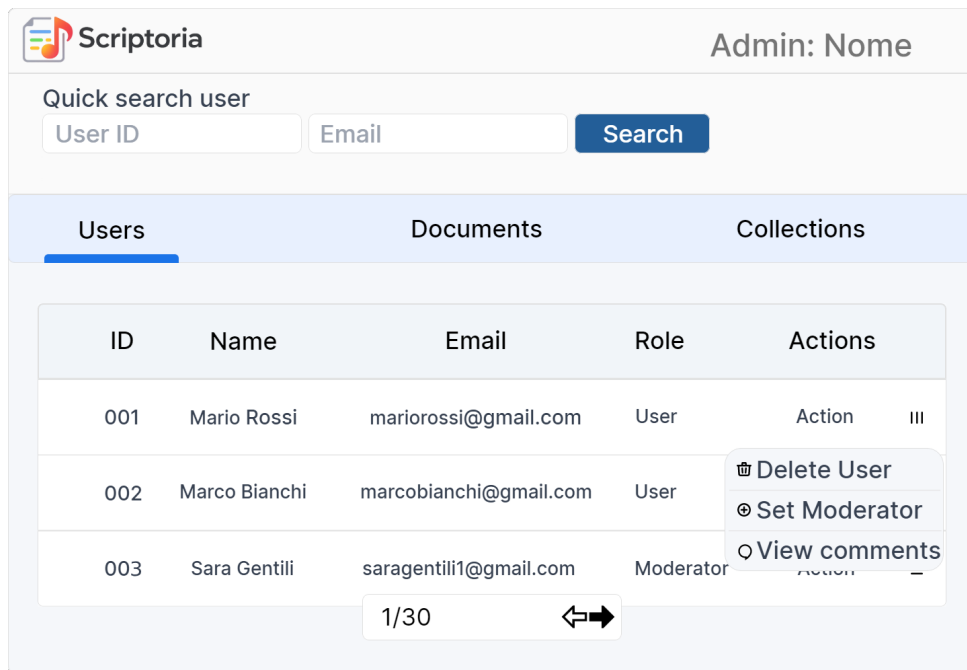 Scriptoria
Admin: Nome
Quick search user
User ID Email Search
Users Documents Collections
ID Name Email Role Actions
001 Mario Rossi mariorossi@gmail.com User Action
002 Marco Bianchi marcobianchi@gmail.com User
Delete User
Set Moderator
View comments
003 Sara Gentili saragentili1@gmail.com Moderator Action
1/30